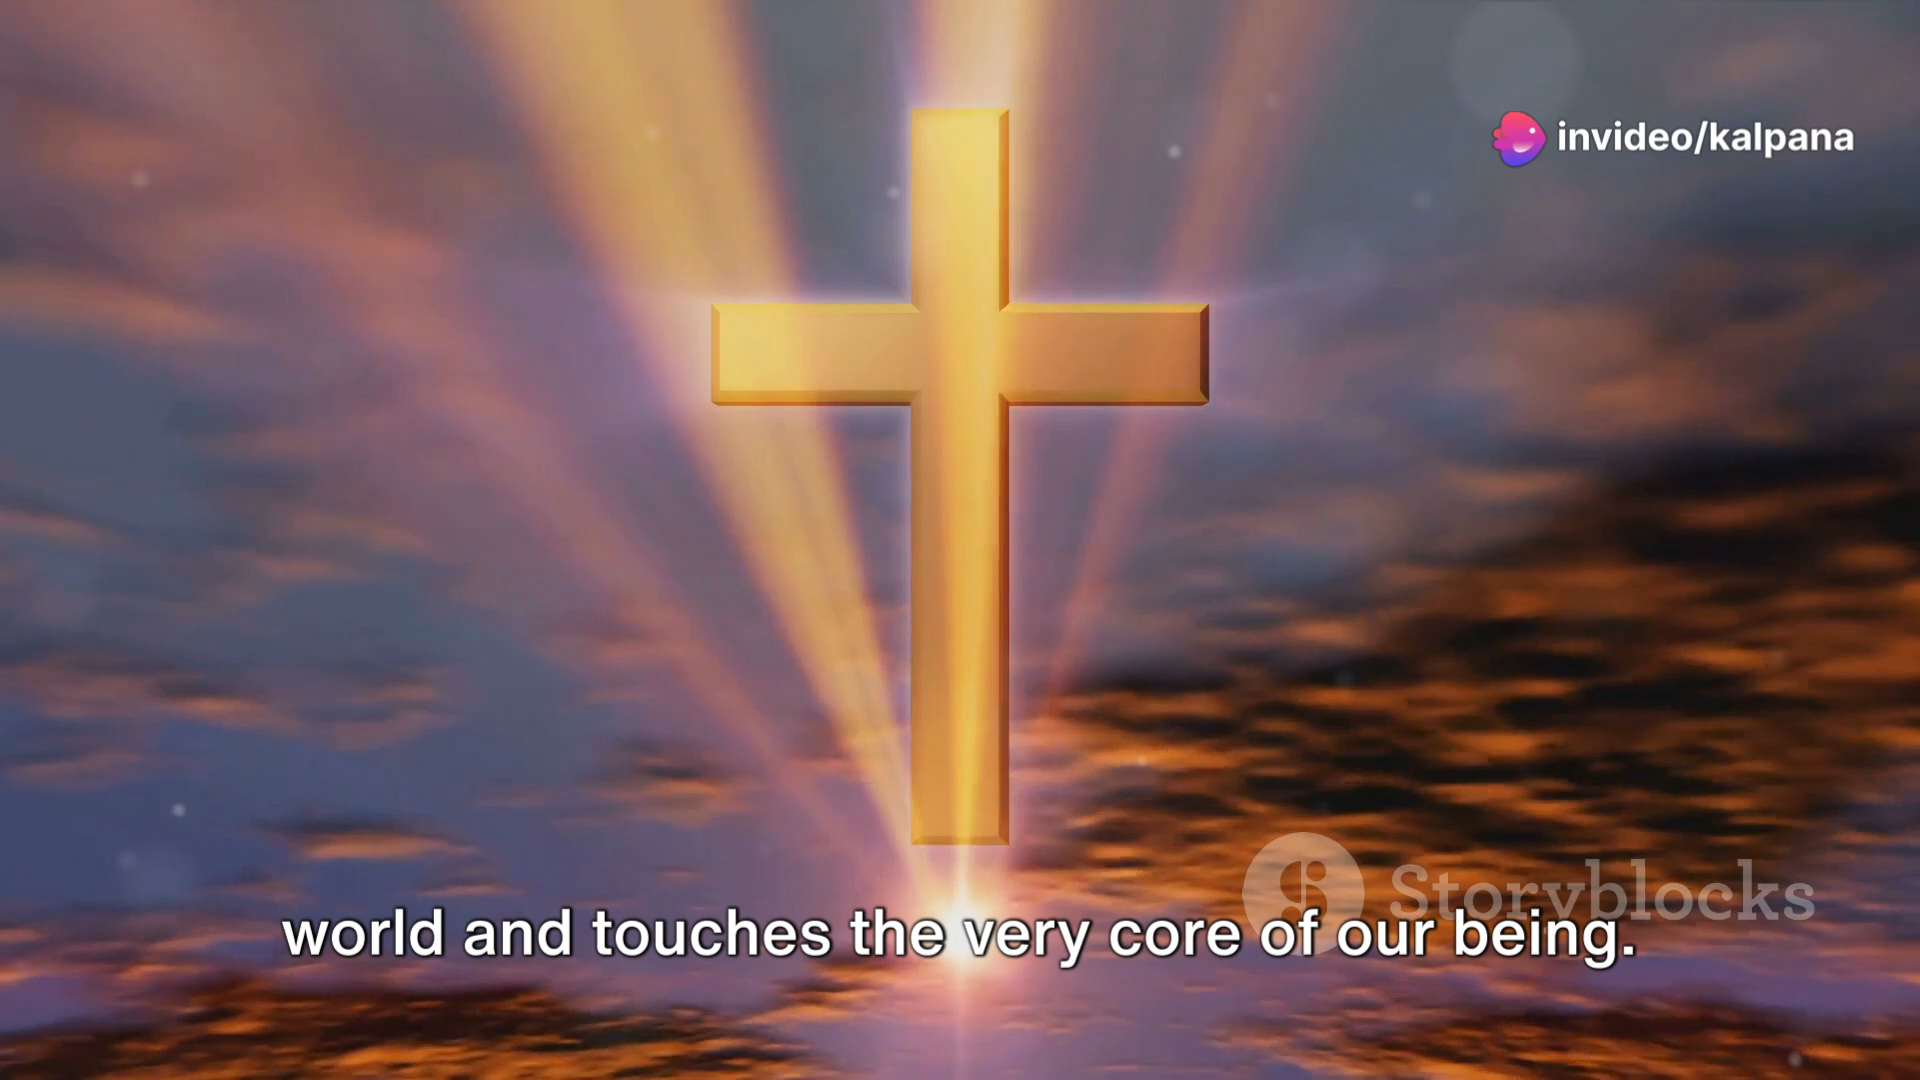 invideo/kalpana
Storyblocks
world and touches the very core of our being.